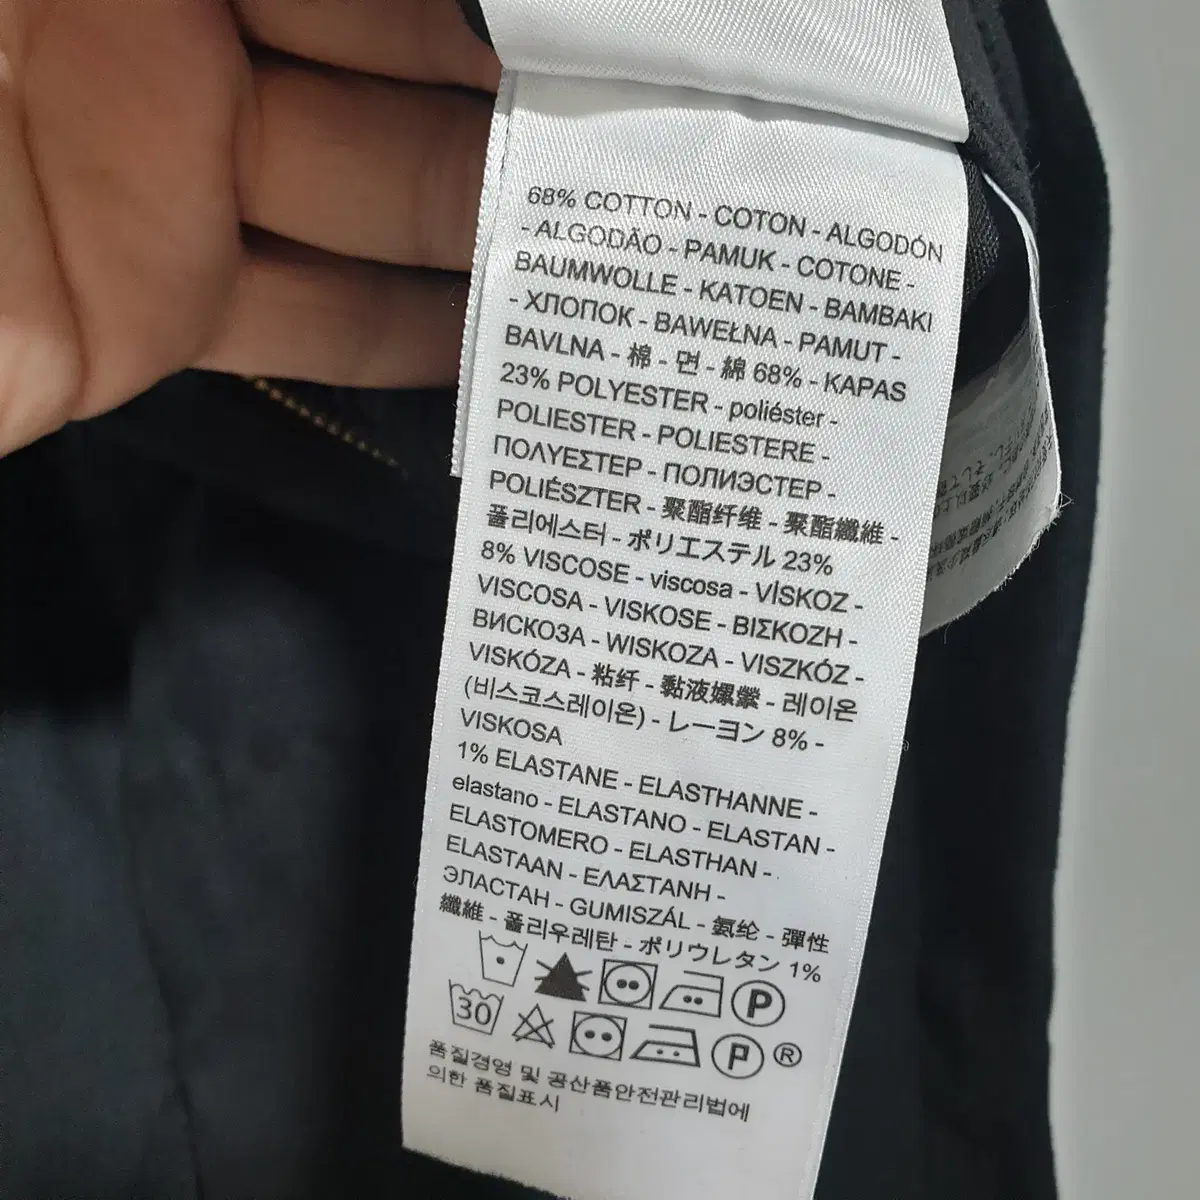 68% COTTON - COTON - ALGODÓN
- ALGODÃO - PAMUK - COTONE -
BAUMWOLLE - KATOEN - BAMBAKI
- ХЛОПОК - BAWEŁNA - PAMUT -
BAVLNA - 棉 - 면 - 綿 68% - KAPAS
23% POLYESTER - poliéster -
POLIESTER - POLIESTERE -
ΠΟΛΥΕΣΤΕΡ - ПОЛИЭСТЕР -
POLIÉSZTER - 聚酯纤维 - 聚酯纖維 -
폴리에스터 - ポリエステル 23%
8% VISCOSE - viscosa - VİSKOZ -
VISCOSA - VISKOSE - ΒΙΣΚΟΖΗ -
ВИСКОЗА - WISKOZA - VISZKÓZ -
VISKÓZA - 粘纤 - 黏液嫘縈 - 레이온
(비스코스레이온) - レーヨン 8% -
VISKOSA
1% ELASTANE - ELASTHANNE -
elastano - ELASTANO - ELASTAN -
ELASTOMERO - ELASTHAN -
ELASTAAN - ΕΛΑΣΤΑΝΗ -
ЭЛАСТАН - GUMISZÁL - 氨纶 - 彈性
纖維 - 폴리우레탄 - ポリウレタン 1%
P
30 P ®
품질경영 및 공산품안전관리법에
의한 품질표시